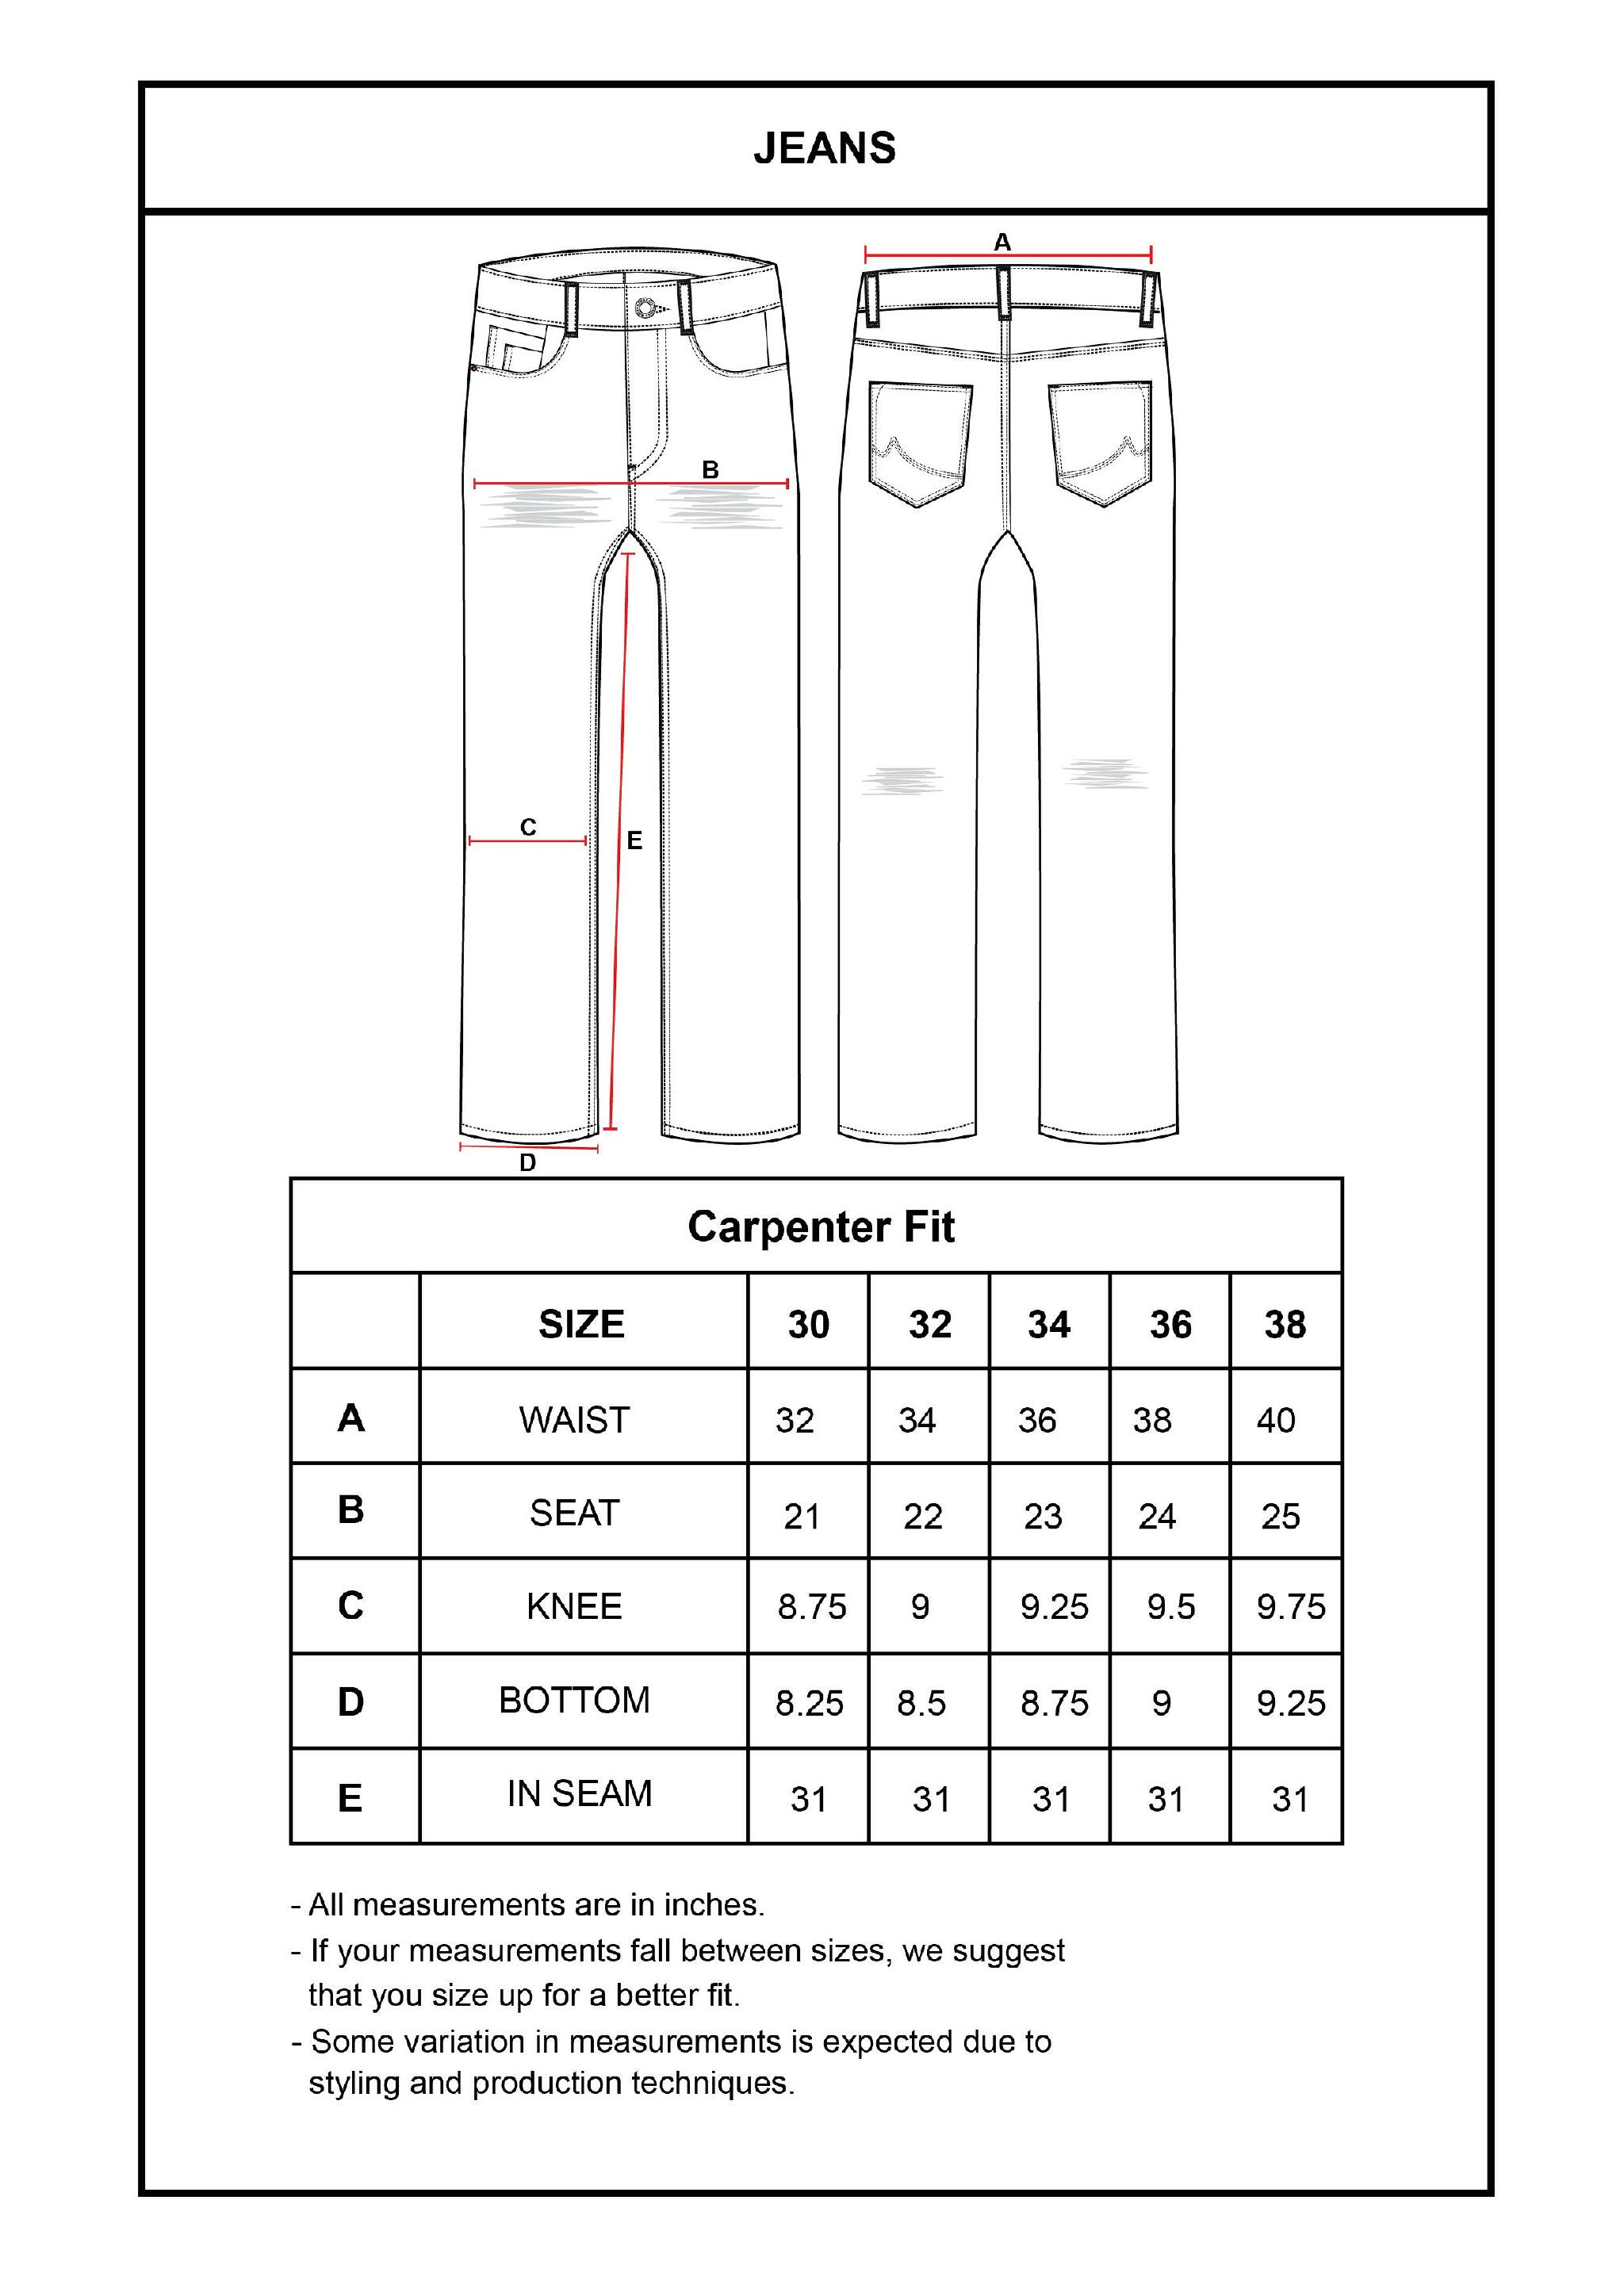 JEANS
A
B
C
E
D
Carpenter Fit
SIZE 30 32 34 36 38
A WAIST 32 34 36 38 40
B SEAT 21 22 23 24 25
C KNEE 8.75 9 9.25 9.5 9.75
D BOTTOM 8.25 8.5 8.75 9 9.25
E IN SEAM 31 31 31 31 31
- All measurements are in inches.
- If your measurements fall between sizes, we suggest
that you size up for a better fit.
- Some variation in measurements is expected due to
styling and production techniques.